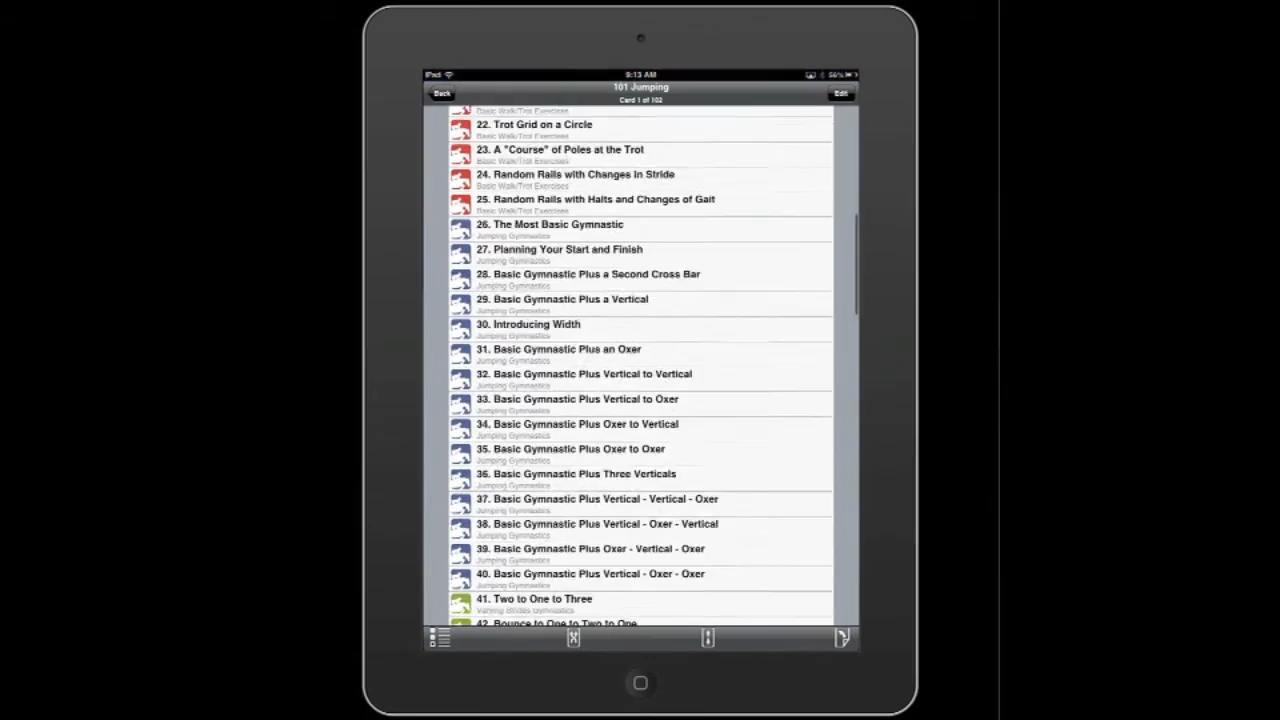 iPad
9:13 AM
56%
Back
101 Jumping
Card 1 of 102
Edit
Basic Walk/Trot Exercises
22. Trot Grid on a Circle
Basic Walk/Trot Exercises
23. A "Course" of Poles at the Trot
Basic Walk/Trot Exercises
24. Random Rails with Changes in Stride
Basic Walk/Trot Exercises
25. Random Rails with Halts and Changes of Gait
Basic Walk/Trot Exercises
26. The Most Basic Gymnastic
Jumping Gymnastics
27. Planning Your Start and Finish
Jumping Gymnastics
28. Basic Gymnastic Plus a Second Cross Bar
Jumping Gymnastics
29. Basic Gymnastic Plus a Vertical
Jumping Gymnastics
30. Introducing Width
Jumping Gymnastics
31. Basic Gymnastic Plus an Oxer
Jumping Gymnastics
32. Basic Gymnastic Plus Vertical to Vertical
Jumping Gymnastics
33. Basic Gymnastic Plus Vertical to Oxer
Jumping Gymnastics
34. Basic Gymnastic Plus Oxer to Vertical
Jumping Gymnastics
35. Basic Gymnastic Plus Oxer to Oxer
Jumping Gymnastics
36. Basic Gymnastic Plus Three Verticals
Jumping Gymnastics
37. Basic Gymnastic Plus Vertical - Vertical - Oxer
Jumping Gymnastics
38. Basic Gymnastic Plus Vertical - Oxer - Vertical
Jumping Gymnastics
39. Basic Gymnastic Plus Oxer - Vertical - Oxer
Jumping Gymnastics
40. Basic Gymnastic Plus Vertical - Oxer - Oxer
Jumping Gymnastics
41. Two to One to Three
Varying Strides Gymnastics
42. Bounce to One to Two to One